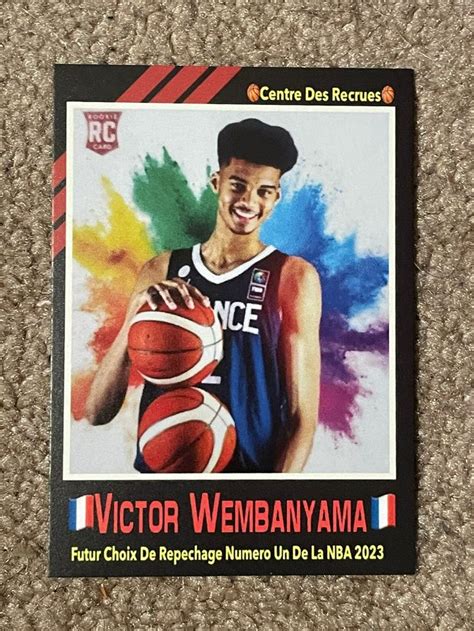 Centre Des Recrues
ROOKIE
RC
CARD
NCE
VICTOR WEMBANYAMA
Futur Choix De Repechage Numero Un De La NBA 2023